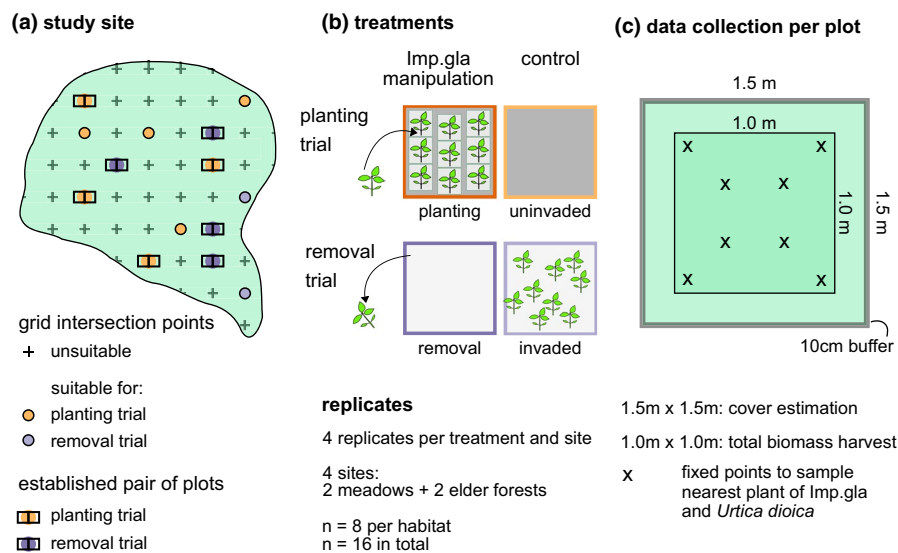 (a) study site
grid intersection points
+ unsuitable
suitable for:
planting trial
removal trial
established pair of plots
planting trial
removal trial
(b) treatments
Imp.gla
manipulation
control
planting
trial
planting
uninvaded
removal
trial
removal
invaded
replicates
4 replicates per treatment and site
4 sites:
2 meadows + 2 elder forests
n = 8 per habitat
n = 16 in total
(c) data collection per plot
1.5 m
1.0 m
x x
x x
1.0 m
1.5 m
x x
x x
10cm buffer
1.5m x 1.5m: cover estimation
1.0m x 1.0m: total biomass harvest
x fixed points to sample
nearest plant of Imp.gla
and Urtica dioica